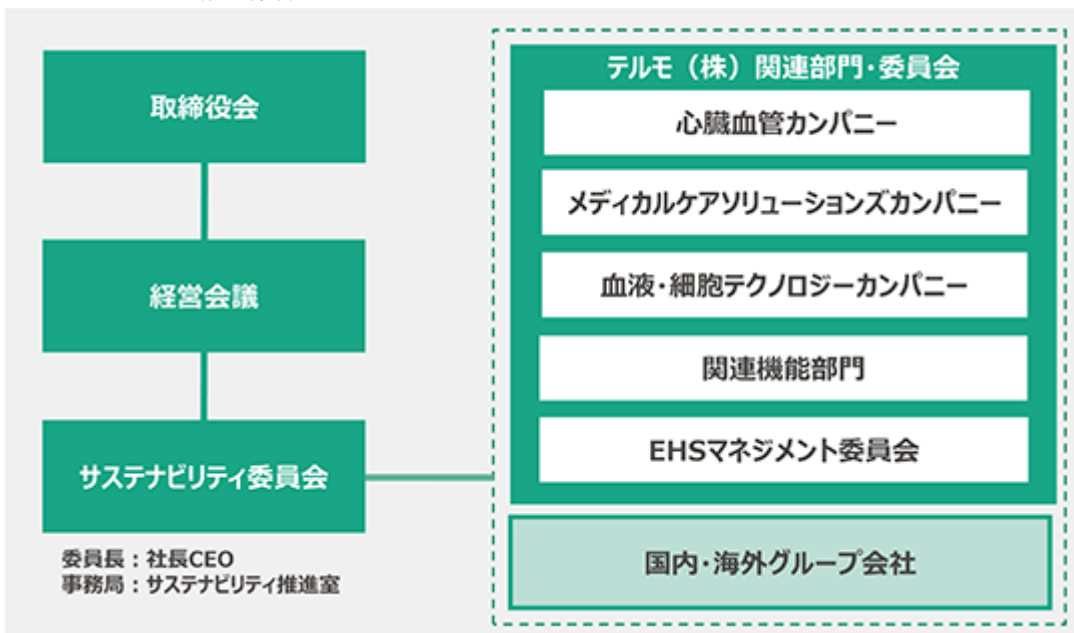 取締役会
経営会議
サステナビリティ委員会
委員長：社長CEO
事務局：サステナビリティ推進室
テルモ（株）関連部門・委員会
心臓血管カンパニー
メディカルケアソリューションズカンパニー
血液・細胞テクノロジーカンパニー
関連機能部門
EHSマネジメント委員会
国内・海外グループ会社